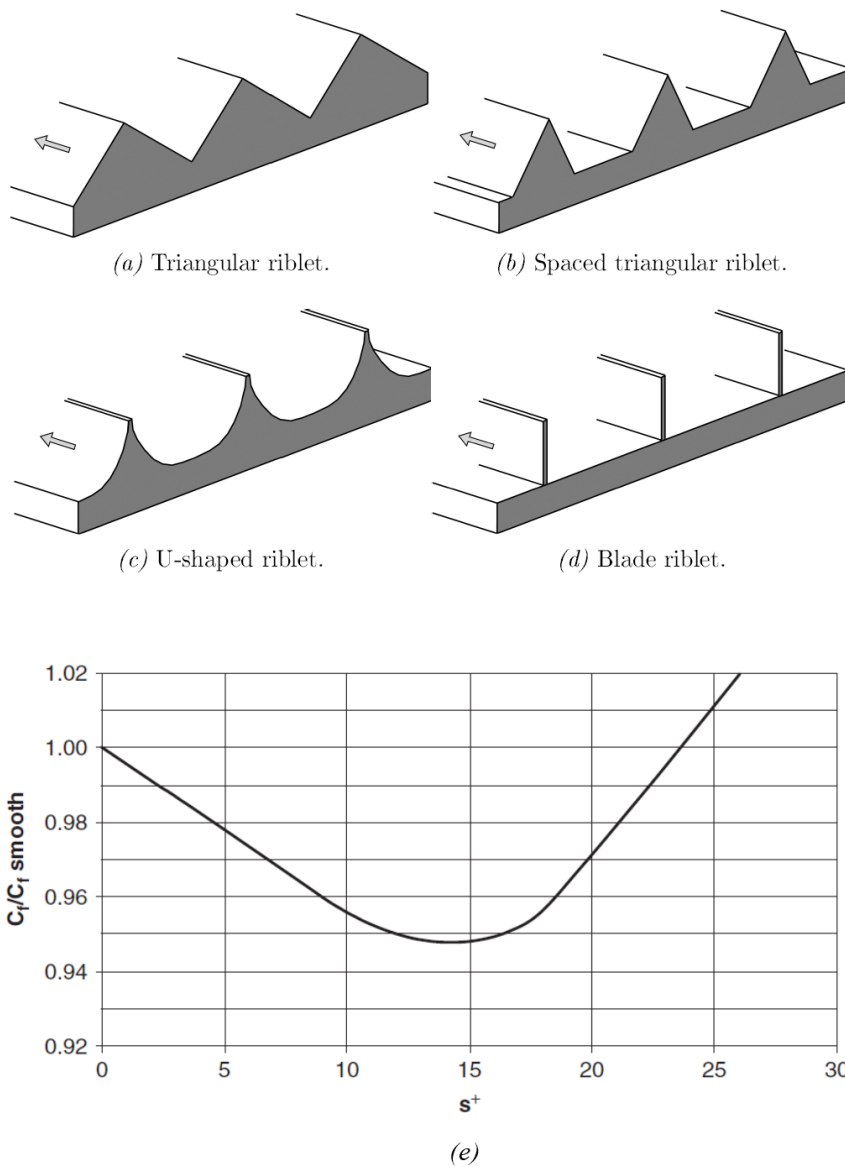 (a) Triangular riblet.
(b) Spaced triangular riblet.
(c) U-shaped riblet.
(d) Blade riblet.
1.02
1.00
0.98
0.96
0.94
0.92
Cf/Cf smooth
0 5 10 15 20 25 30
s+
(e)